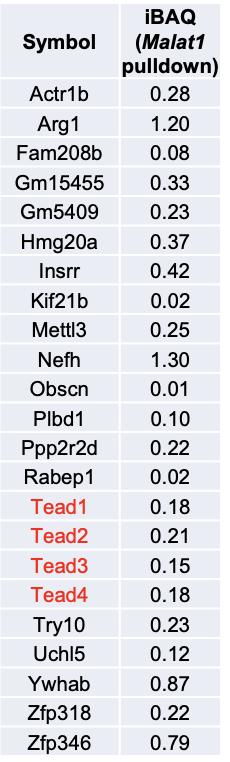 Symbol iBAQ
(Malat1
pulldown)
Actr1b 0.28
Arg1 1.20
Fam208b 0.08
Gm15455 0.33
Gm5409 0.23
Hmg20a 0.37
Insrr 0.42
Kif21b 0.02
Mettl3 0.25
Nefh 1.30
Obscn 0.01
Plbd1 0.10
Ppp2r2d 0.22
Rabep1 0.02
Tead1 0.18
Tead2 0.21
Tead3 0.15
Tead4 0.18
Try10 0.23
Uchl5 0.12
Ywhab 0.87
Zfp318 0.22
Zfp346 0.79